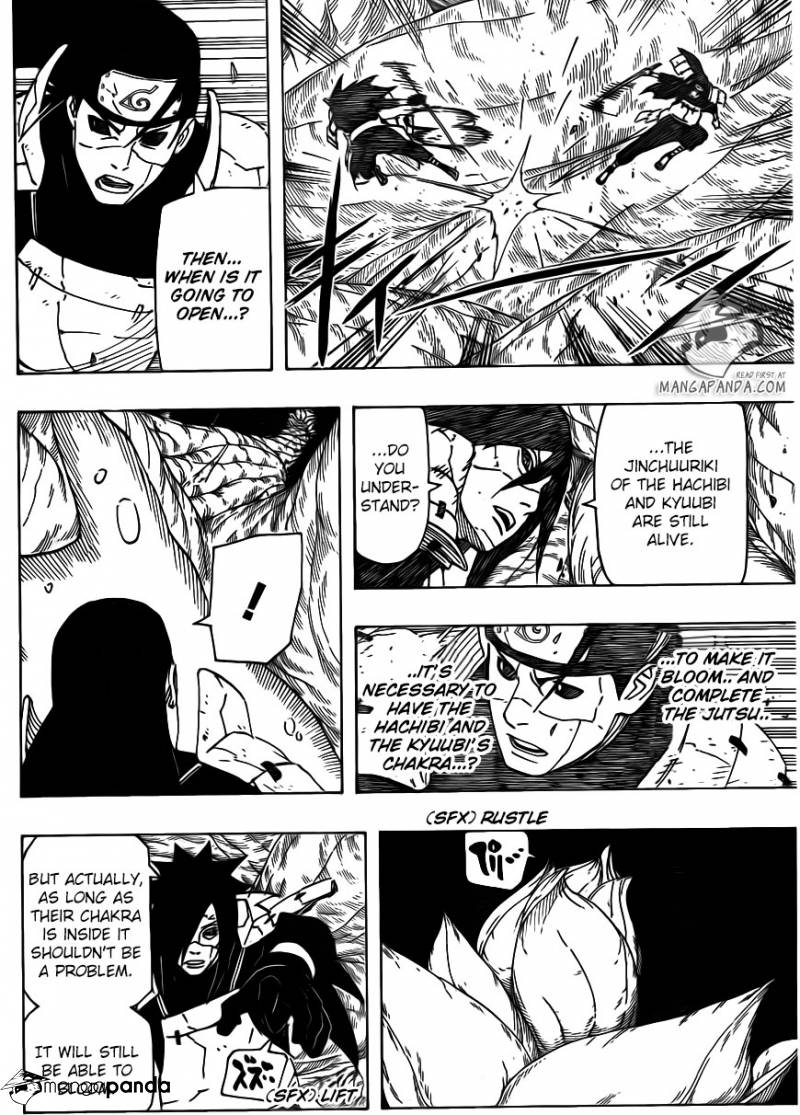 READ FIRST AT
MANGAPANDA.COM
THEN...
WHEN IS IT
GOING TO
OPEN...?
...THE
JINCHUURIKI
OF THE HACHIBI
AND KYUUBI
ARE STILL
ALIVE.
...DO
YOU
UNDER-
STAND?
...TO MAKE IT
BLOOM.. AND
COMPLETE
THE JUTSU..
..IT'S
NECESSARY TO
HAVE THE
HACHIBI AND
THE KYUUBI'S
CHAKRA...?
!
(SFX) RUSTLE
BUT ACTUALLY,
AS LONG AS
THEIR CHAKRA
IS INSIDE IT
SHOULDN'T BE
A PROBLEM.
IT WILL STILL
BE ABLE TO
BLOOM.
ズズ…
(SFX) LIFT
mangapanda